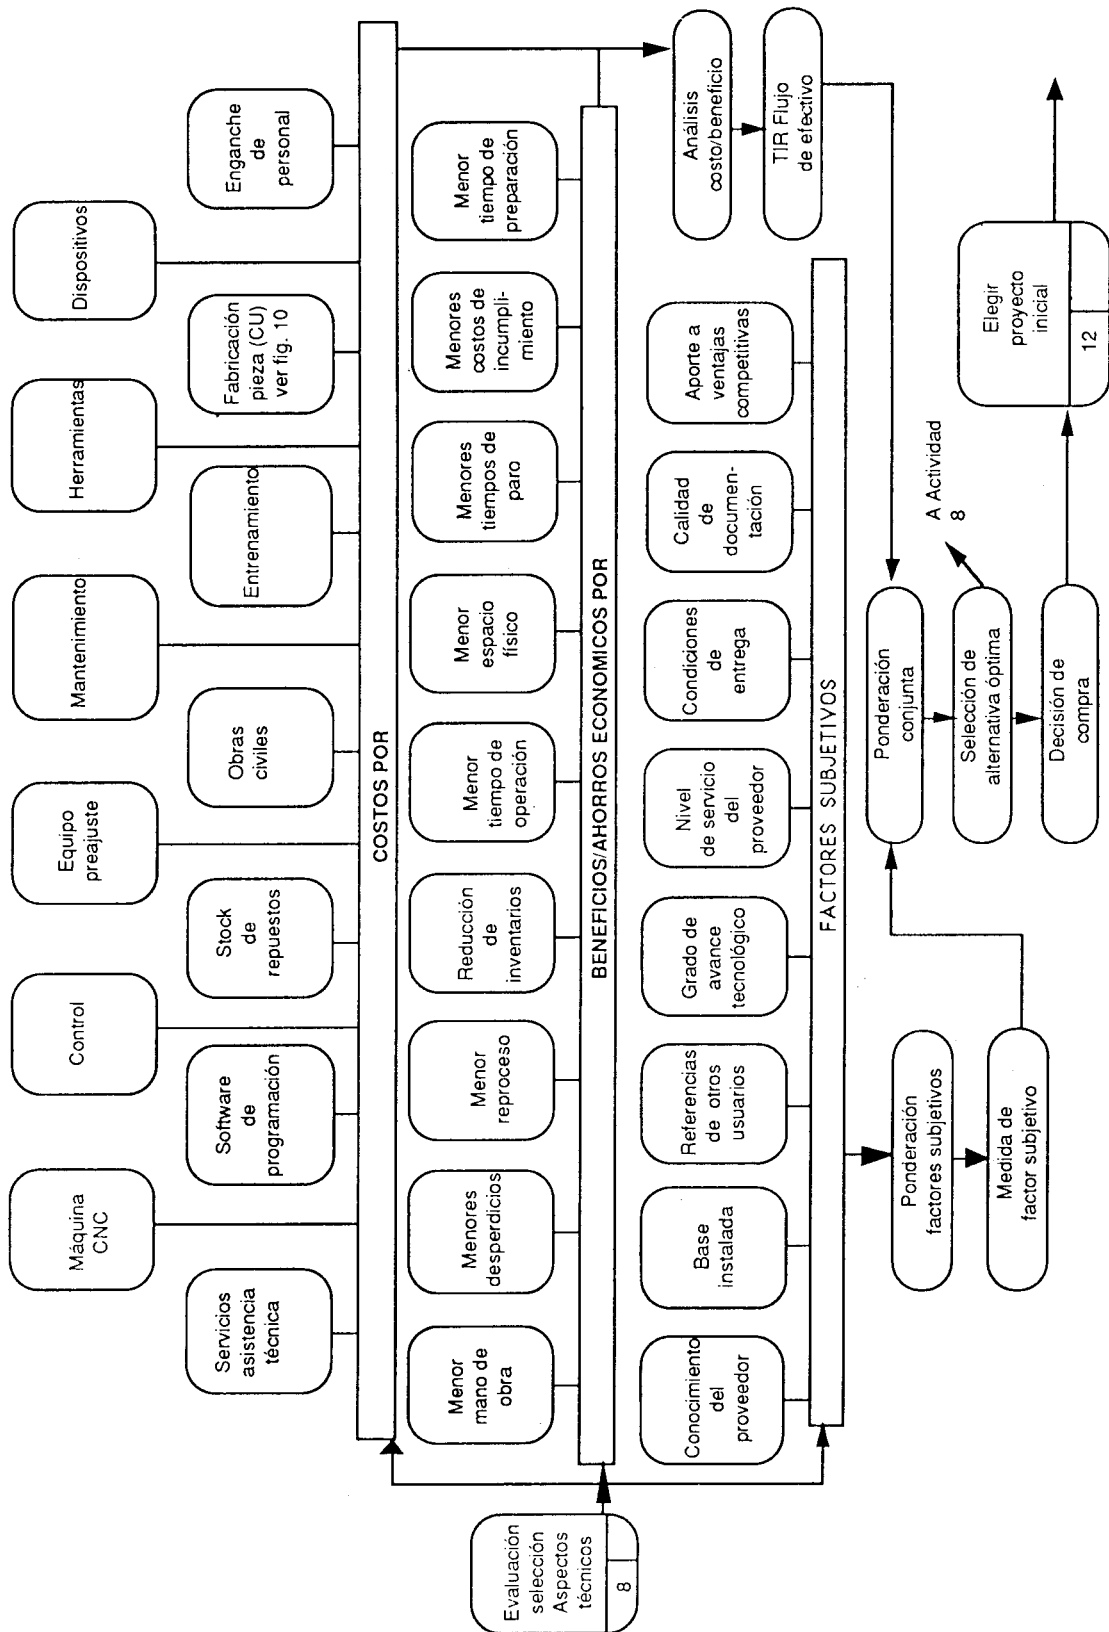 Máquina
CNC
Control
Equipo
preajuste
Mantenimiento
Herramientas
Dispositivos
Servicios
asistencia
técnica
Software
de
programación
Stock
de
repuestos
Obras
civiles
Entrenamiento
Fabricación
pieza (CU)
ver fig. 10
Enganche
de
personal
COSTOS POR
Menor
mano de
obra
Menores
desperdicios
Menor
reproceso
Reducción
de
inventarios
Menor
tiempo de
operación
Menor
espacio
físico
Menores
tiempos de
paro
Menores
costos de
incumpli-
miento
Menor
tiempo de
preparación
Evaluación
selección
Aspectos
técnicos
8
BENEFICIOS/AHORROS ECONOMICOS POR
Conocimiento
del
proveedor
Base
instalada
Referencias
de otros
usuarios
Grado de
avance
tecnológico
Nivel
de servicio
del
proveedor
Condiciones
de
entrega
Calidad
de
documen-
tación
Aporte a
ventajas
competitivas
Análisis
costo/beneficio
TIR Flujo
de efectivo
FACTORES SUBJETIVOS
Ponderación
factores subjetivos
Medida de
factor subjetivo
Ponderación
conjunta
Selección de
alternativa óptima
A Actividad
8
Decisión de
compra
Elegir
proyecto
inicial
12